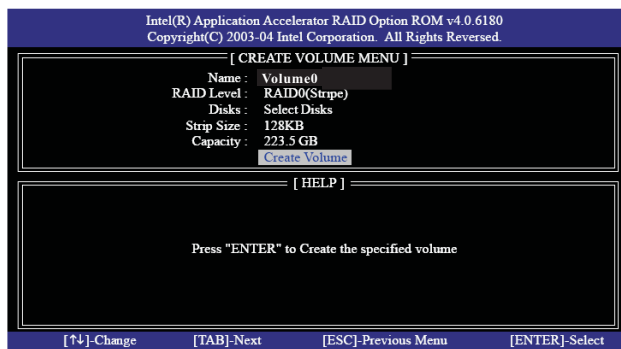 Intel(R) Application Accelerator RAID Option ROM v4.0.6180
Copyright(C) 2003-04 Intel Corporation. All Rights Reversed.
[ CREATE VOLUME MENU ]
Name : Volume0
RAID Level : RAID0(Stripe)
Disks : Select Disks
Strip Size : 128KB
Capacity : 223.5 GB
Create Volume
[ HELP ]
Press "ENTER" to Create the specified volume
[↑↓]-Change [TAB]-Next [ESC]-Previous Menu [ENTER]-Select